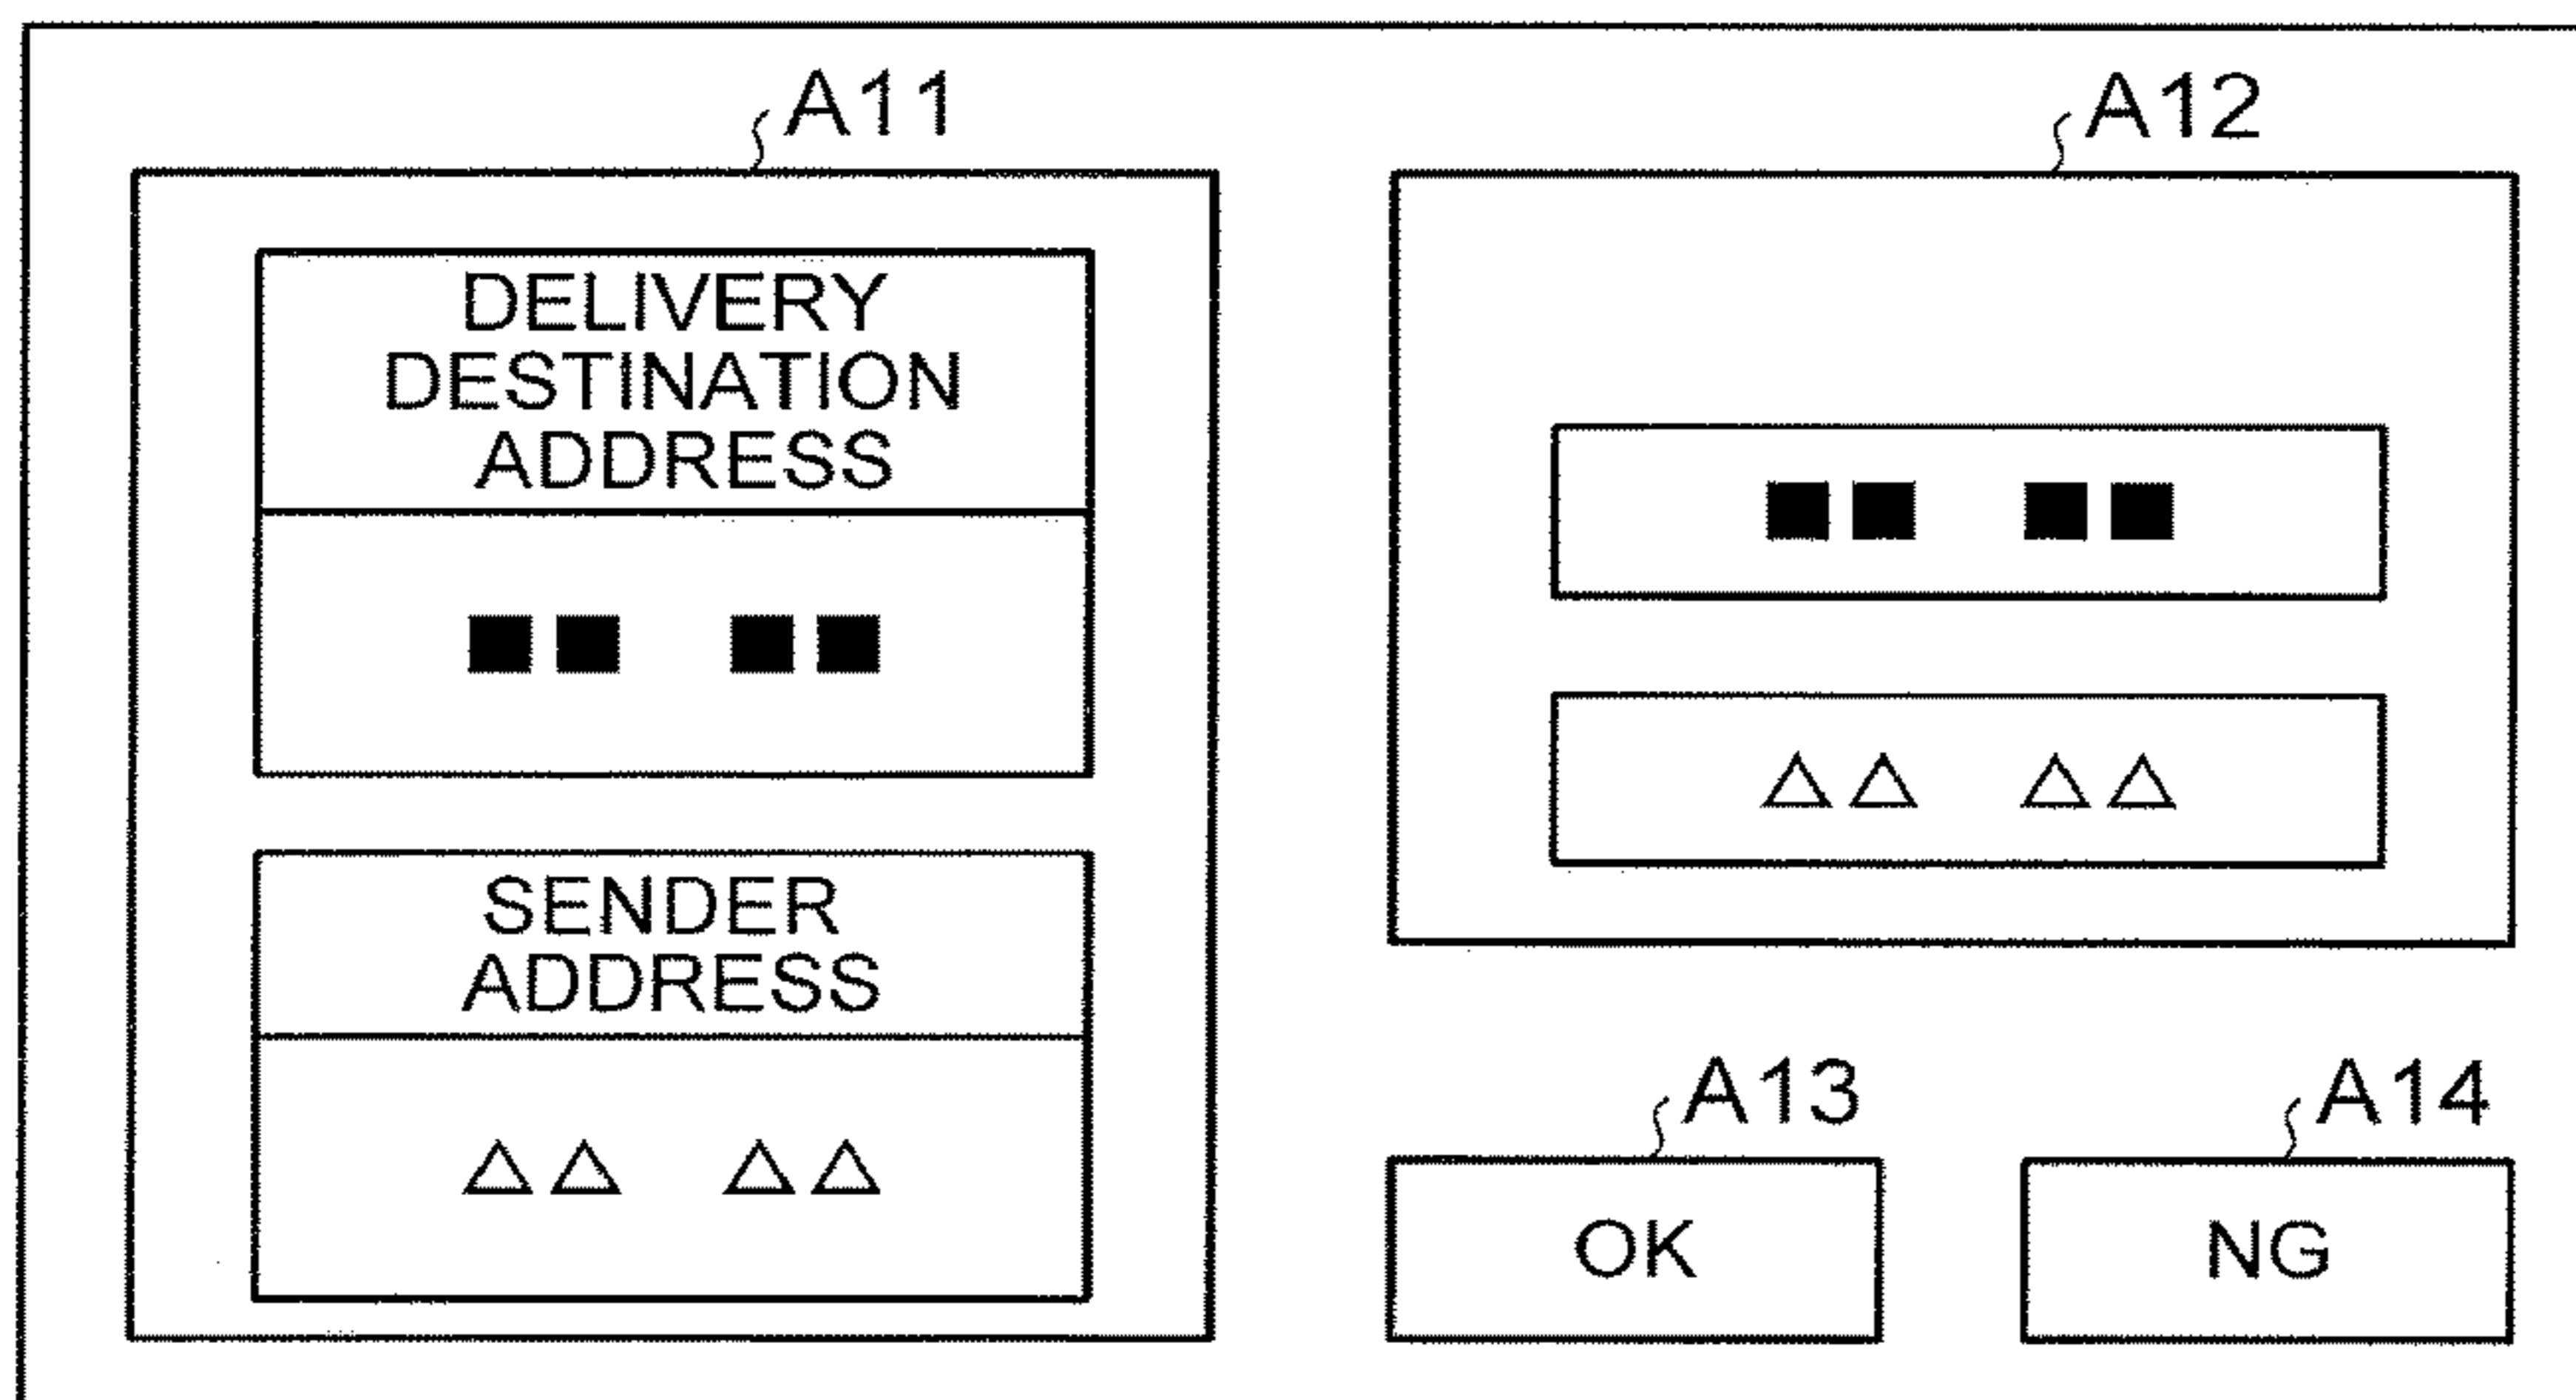 A11
DELIVERY
DESTINATION
ADDRESS
■■ ■■
SENDER
ADDRESS
△△ △△
A12
■■ ■■
△△ △△
A13
OK
A14
NG